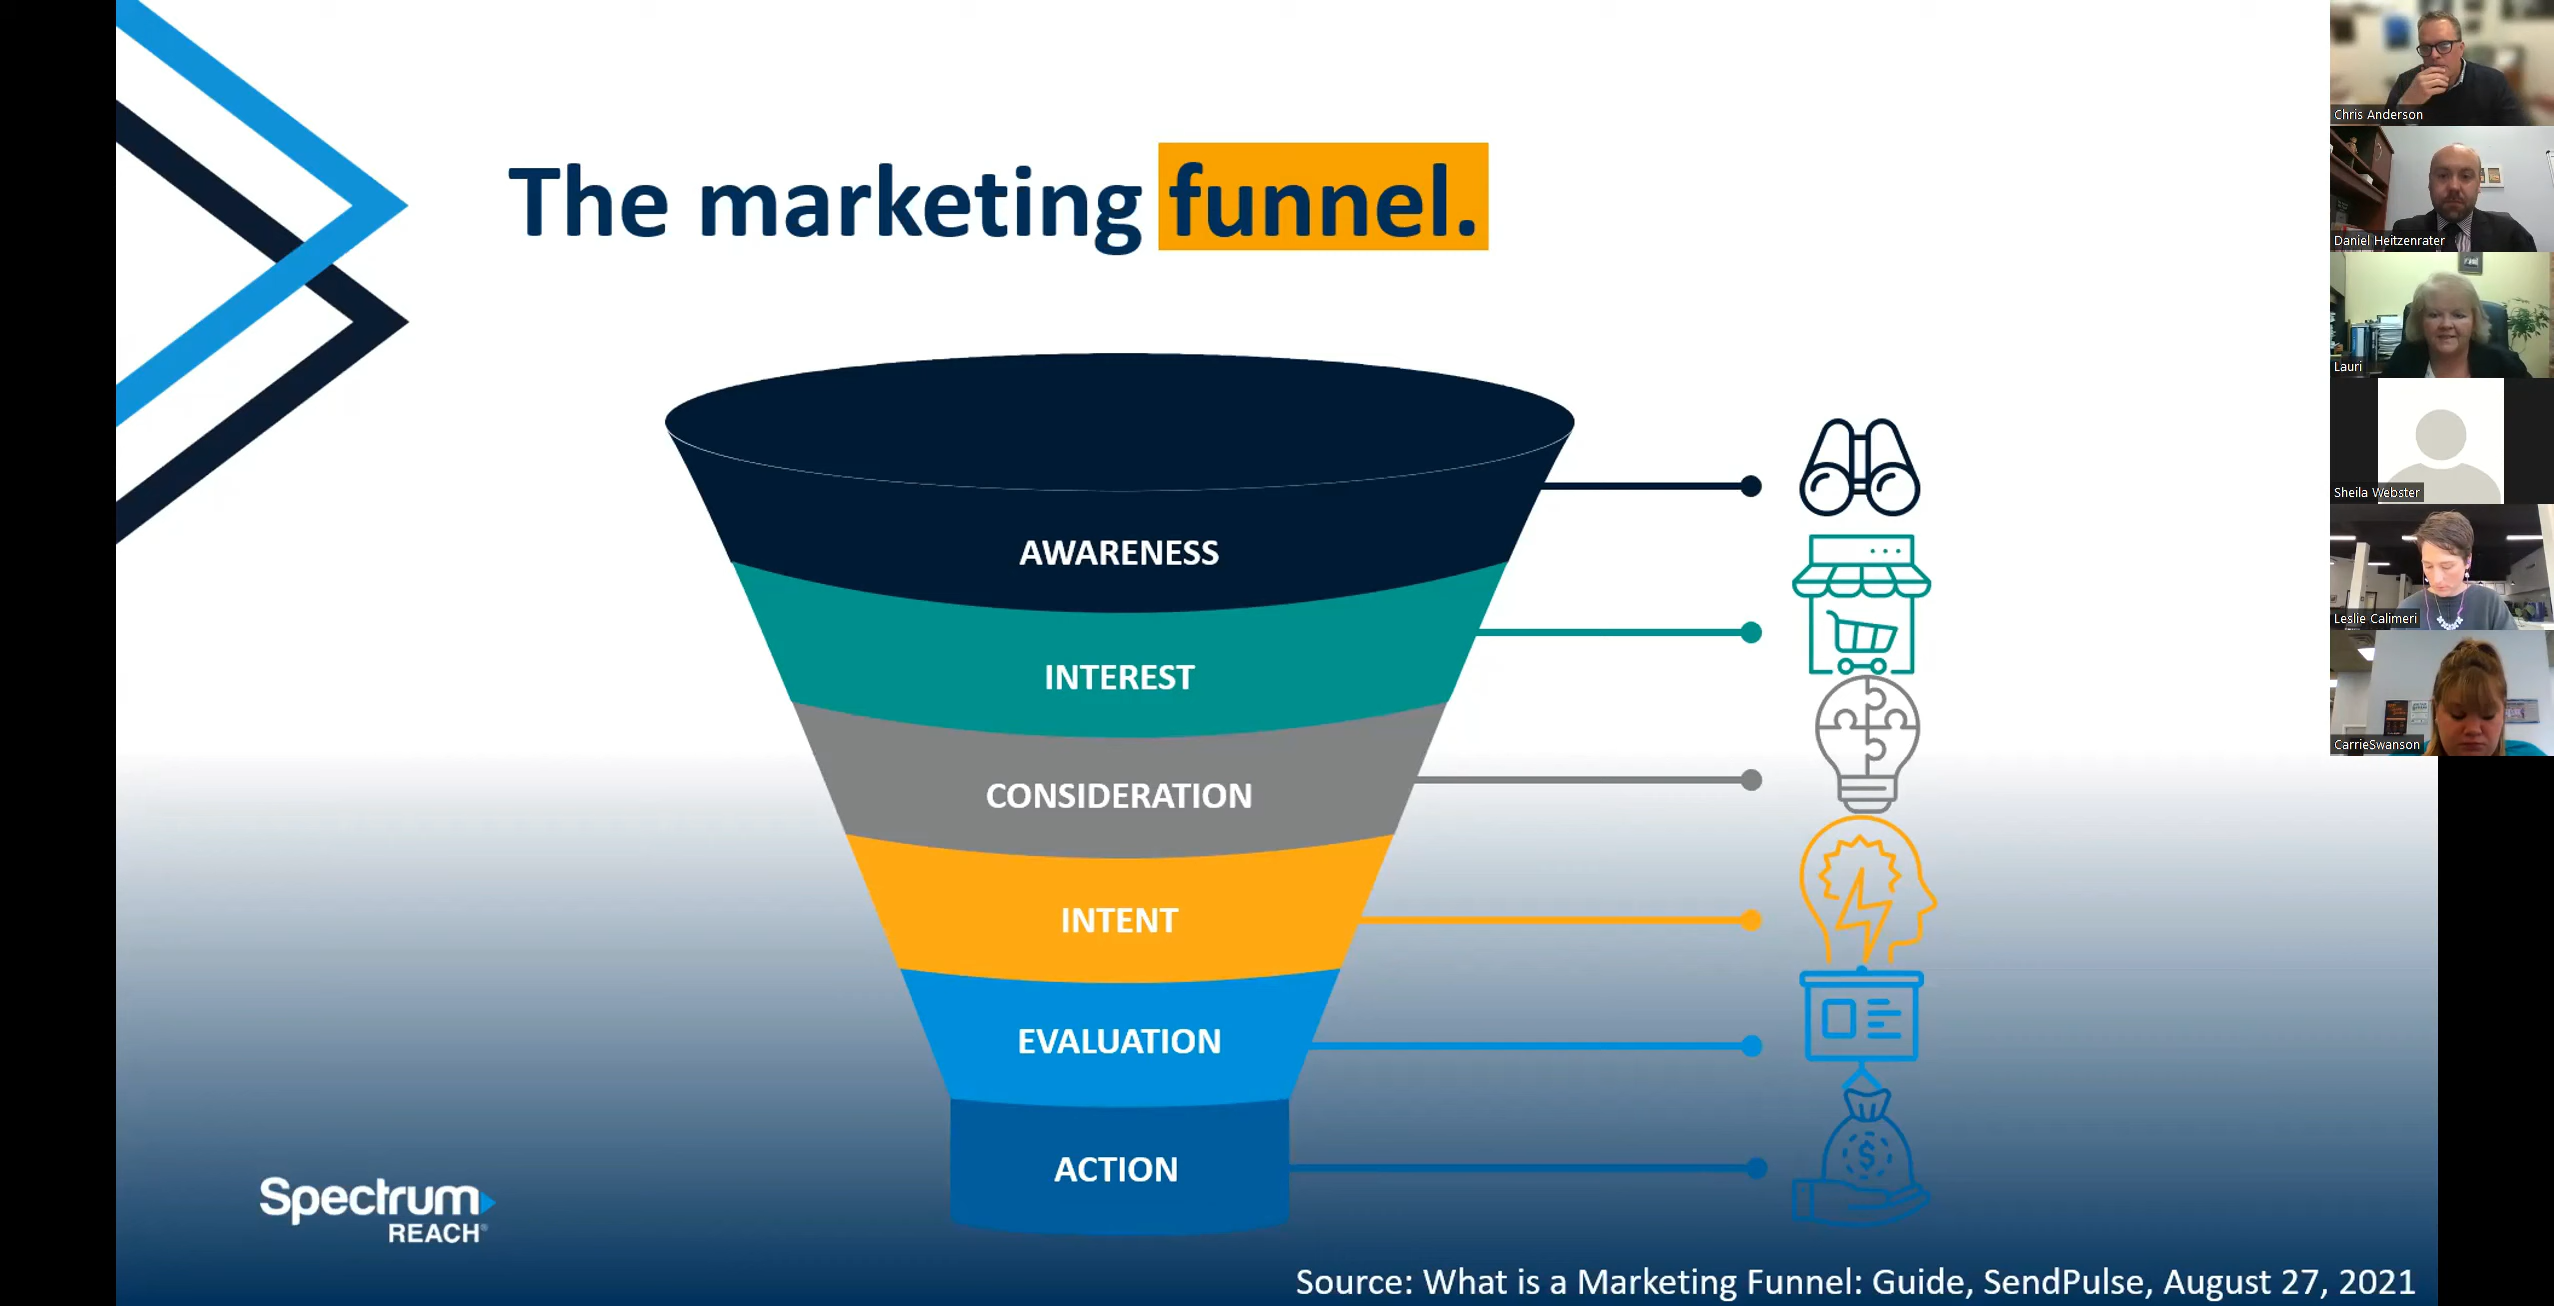 The marketing funnel.
AWARENESS
INTEREST
CONSIDERATION
INTENT
EVALUATION
ACTION
$
Spectrum
REACH®
Source: What is a Marketing Funnel: Guide, SendPulse, August 27, 2021
Chris Anderson
Daniel Heitzenrater
Lauri
Sheila Webster
Leslie Calimeri
CarrieSwanson